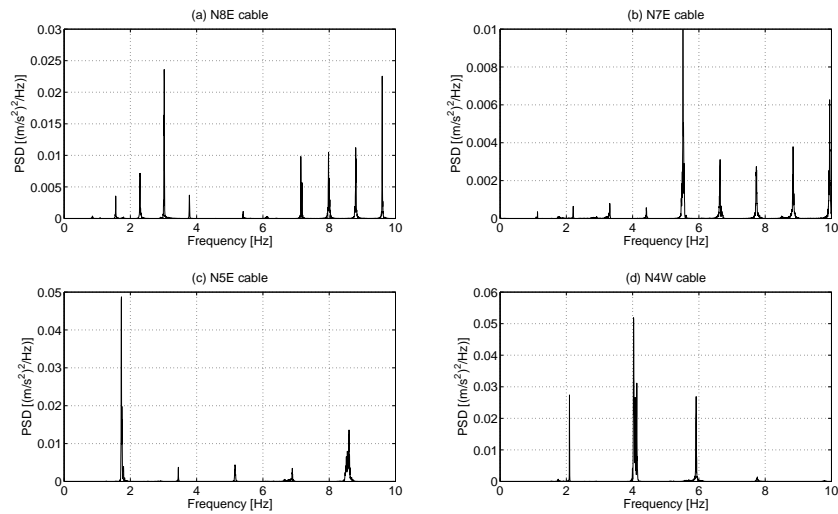 (a) N8E cable
0.03
0.025
0.02
0.015
0.01
0.005
0
PSD [(m/s²)²/Hz)]
0 2 4 6 8 10
Frequency [Hz]
(b) N7E cable
0.01
0.008
0.006
0.004
0.002
0
PSD [(m/s²)²/Hz)]
0 2 4 6 8 10
Frequency [Hz]
(c) N5E cable
0.05
0.04
0.03
0.02
0.01
0
PSD [(m/s²)²/Hz)]
0 2 4 6 8 10
Frequency [Hz]
(d) N4W cable
0.06
0.05
0.04
0.03
0.02
0.01
0
PSD [(m/s²)²/Hz)]
0 2 4 6 8 10
Frequency [Hz]